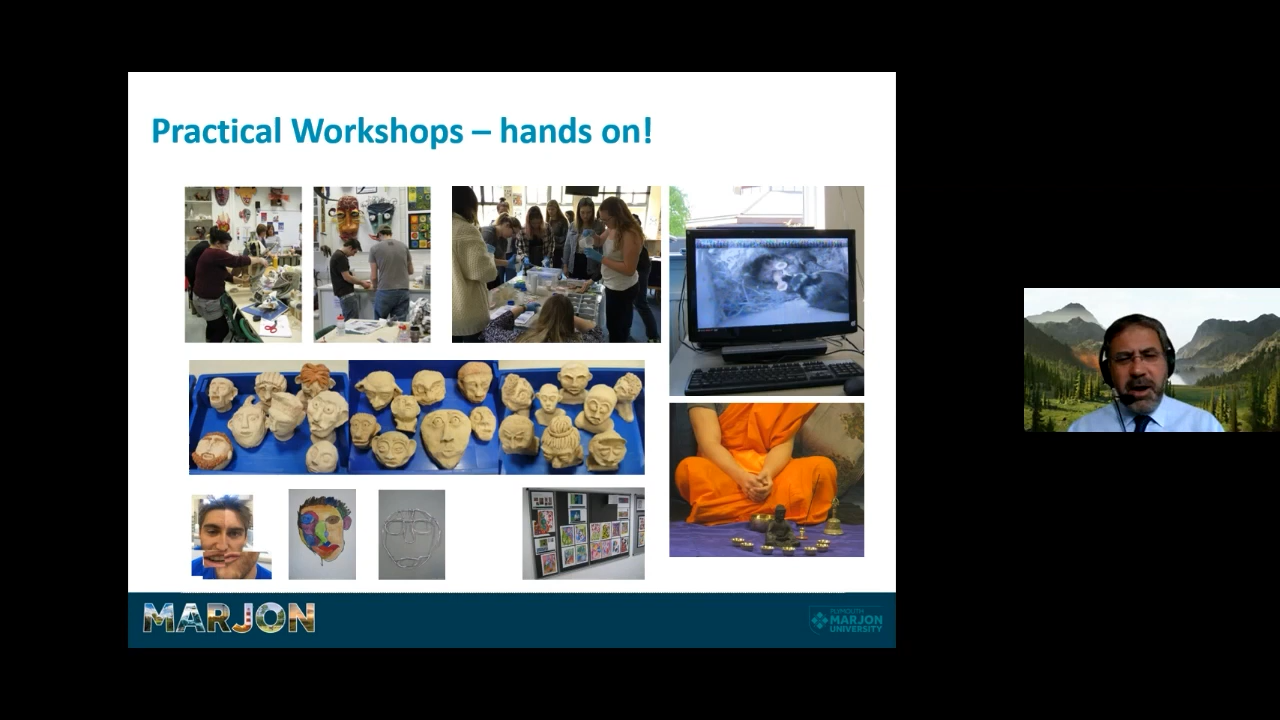 Practical Workshops – hands on!
MARJON
PLYMOUTH
MARJON
UNIVERSITY